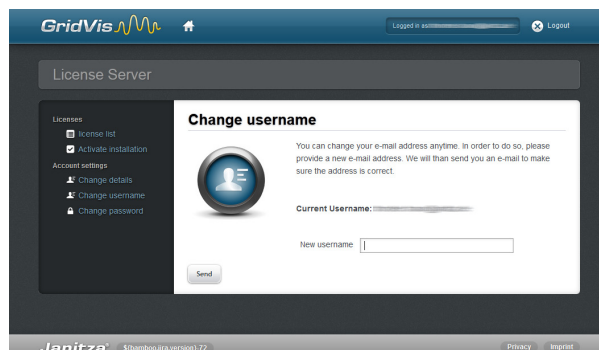 GridVis
Logged in as
Logout
License Server
Licenses
license list
Activate installation
Account settings
Change details
Change username
Change password
Change username
You can change your e-mail address anytime. In order to do so, please
provide a new e-mail address. We will than send you an e-mail to make
sure the address is correct.
Current Username:
New username
Send
Janitza
${bamboo.jira.version}-72
Privacy
Imprint